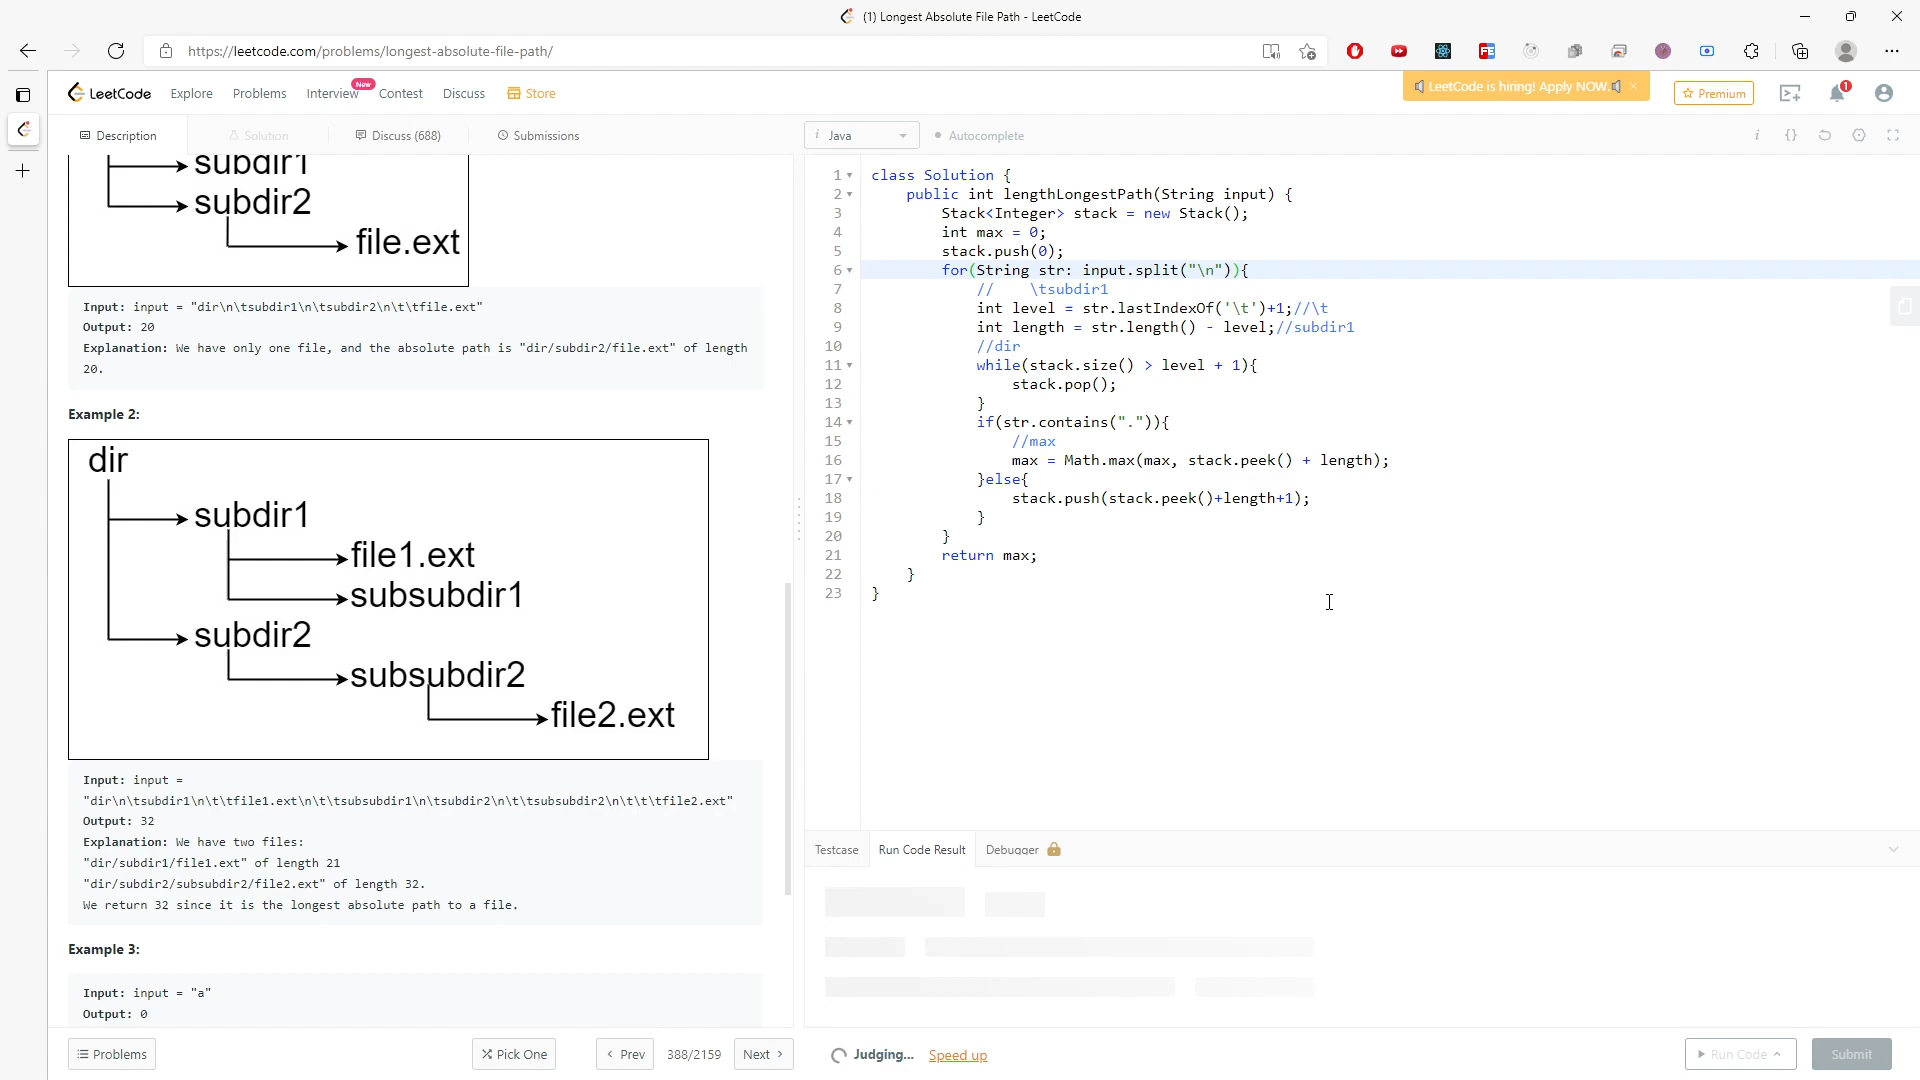 (1) Longest Absolute File Path - LeetCode
https://leetcode.com/problems/longest-absolute-file-path/
LeetCode
Explore
Problems
Interview
New
Contest
Discuss
Store
LeetCode is hiring! Apply NOW.
Premium
1
Description
Solution
Discuss (688)
Submissions
i Java
Autocomplete
subdir1
subdir2
file.ext
Input: input = "dir\n\tsubdir1\n\tsubdir2\n\t\tfile.ext"
Output: 20
Explanation: We have only one file, and the absolute path is "dir/subdir2/file.ext" of length
20.
Example 2:
dir
subdir1
file1.ext
subsubdir1
subdir2
subsubdir2
file2.ext
Input: input =
"dir\n\tsubdir1\n\t\tfile1.ext\n\t\tsubsubdir1\n\tsubdir2\n\t\tsubsubdir2\n\t\t\tfile2.ext"
Output: 32
Explanation: We have two files:
"dir/subdir1/file1.ext" of length 21
"dir/subdir2/subsubdir2/file2.ext" of length 32.
We return 32 since it is the longest absolute path to a file.
Example 3:
Input: input = "a"
Output: 0
1 class Solution {
2 public int lengthLongestPath(String input) {
3 Stack<Integer> stack = new Stack();
4 int max = 0;
5 stack.push(0);
6 for(String str: input.split("\n")){
7 // \tsubdir1
8 int level = str.lastIndexOf('\t')+1;//\t
9 int length = str.length() - level;//subdir1
10 //dir
11 while(stack.size() > level + 1){
12 stack.pop();
13 }
14 if(str.contains(".")){
15 //max
16 max = Math.max(max, stack.peek() + length);
17 }else{
18 stack.push(stack.peek()+length+1);
19 }
20 }
21 return max;
22 }
23 }
Testcase
Run Code Result
Debugger
Problems
Pick One
Prev
388/2159
Next
Judging...
Speed up
Run Code
Submit